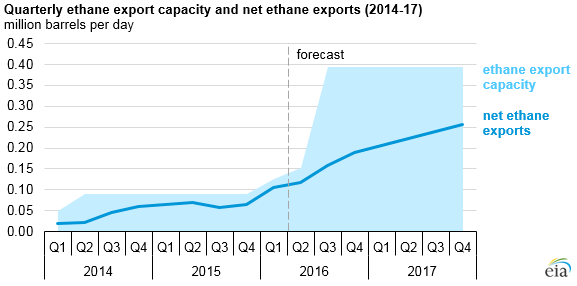 Quarterly ethane export capacity and net ethane exports (2014-17)
million barrels per day
forecast
0.45
0.40
0.35
0.30
0.25
0.20
0.15
0.10
0.05
0.00
ethane export
capacity
net ethane
exports
Q1 Q2 Q3 Q4 Q1 Q2 Q3 Q4 Q1 Q2 Q3 Q4 Q1 Q2 Q3 Q4
2014 2015 2016 2017
eia